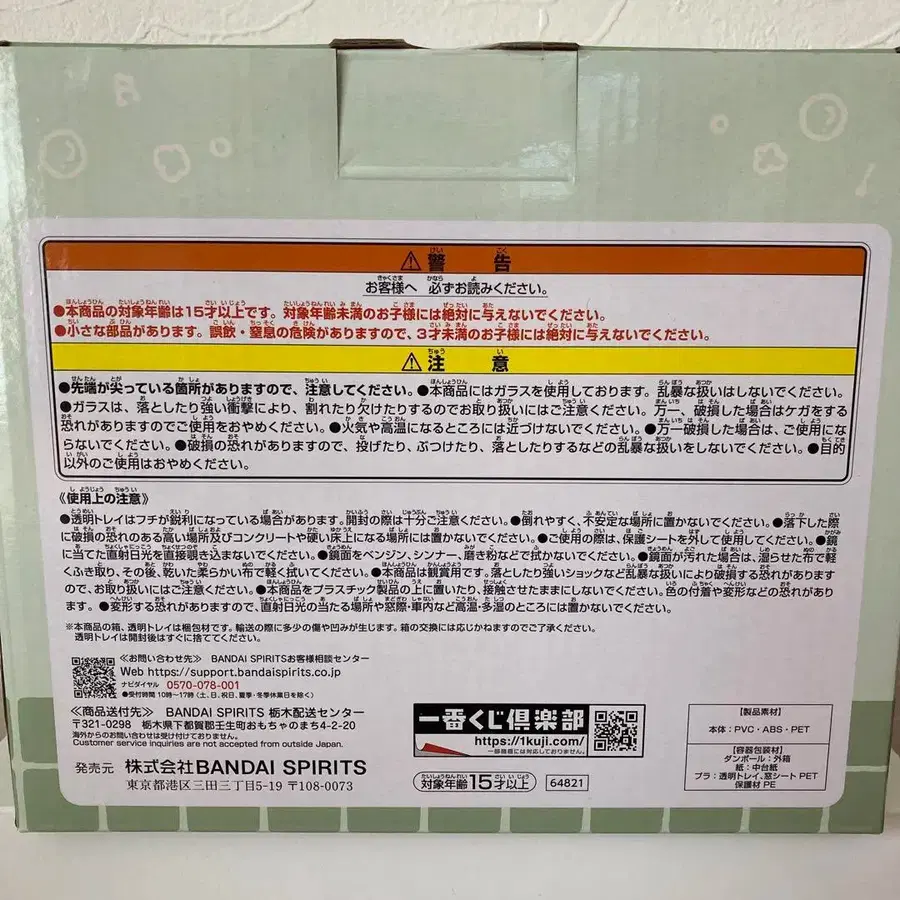 ⚠警告
お客様へ 必ずお読みください。
●本商品の対象年齢は15才以上です。対象年齢未満のお子様には絶対に与えないでください。
●小さな部品があります。誤飲・窒息の危険がありますので、3才未満のお子様には絶対に与えないでください。
⚠注意
●先端が尖っている箇所がありますので、注意してください。●本商品にはガラスを使用しております。乱暴な扱いはしないでください。
●ガラスは、落としたり強い衝撃により、割れたり欠けたりするのでお取り扱いにはご注意ください。万一、破損した場合はケガをする
恐れがありますのでご使用をおやめください。●火気や高温になるところには近づけないでください。●万一破損した場合は、ご使用にな
らないでください。●破損の恐れがありますので、投げたり、ぶつけたり、落としたりするなどの乱暴な扱いをしないでください。●目的
以外のご使用はおやめください。
《使用上の注意》
●透明トレイはフチが鋭利になっている場合があります。開封の際は十分ご注意ください。●倒れやすく、不安定な場所に置かないでください。●落下した際
に破損の恐れのある高い場所及びコンクリートや硬い床上になる場所には置かないでください。●ご使用の際は、保護シートを外して使用してください。●鏡
に当てた直射日光を直接覗き込まないでください。●鏡面をベンジン、シンナー、磨き粉などで拭かないでください。●鏡面が汚れた場合は、湿らせた布で軽
くふき取り、その後、乾いた柔らかい布で軽く拭いてください。●本商品は観賞用です。落としたり強いショックなど乱暴な扱いにより破損する恐れがありますので、
お取り扱いにはご注意ください。●本商品をプラスチック製品の上に置いたり、接触させたままにしないでください。色の付着や変形などの恐れがあり
ます。●変形する恐れがありますので、直射日光の当たる場所や窓際・車内など高温・多湿のところには置かないでください。
※本商品の箱、透明トレイは梱包材です。輸送の際に多少の傷や凹みが生じます。箱の交換には応じかねますのでご了承ください。
透明トレイは開封後はすぐに捨ててください。
≪お問い合わせ先≫ BANDAI SPIRITSお客様相談センター
Web https://support.bandaispirits.co.jp
ナビダイヤル 0570-078-001
●受付時間 10時～17時(土、日、祝日、夏季・冬季休業日を除く)
≪商品送付先≫ BANDAI SPIRITS 栃木配送センター
〒321-0298 栃木県下都賀郡壬生町おもちゃのまち4-2-20
海外からのお問い合わせは受け付けておりません。
Customer service inquiries are not accepted from outside Japan.
発売元 株式会社BANDAI SPIRITS
東京都港区三田三丁目5-19 〒108-0073
一番くじ倶楽部
https://1kuji.com/
※一部機種になっては対応しておりません。
対象年齢15才以上
64821
【製品素材】
本体：PVC・ABS・PET
【容器包装材】
ダンボール：外箱
紙：中台紙
プラ：透明トレイ、窓シート PET
保護材 PE